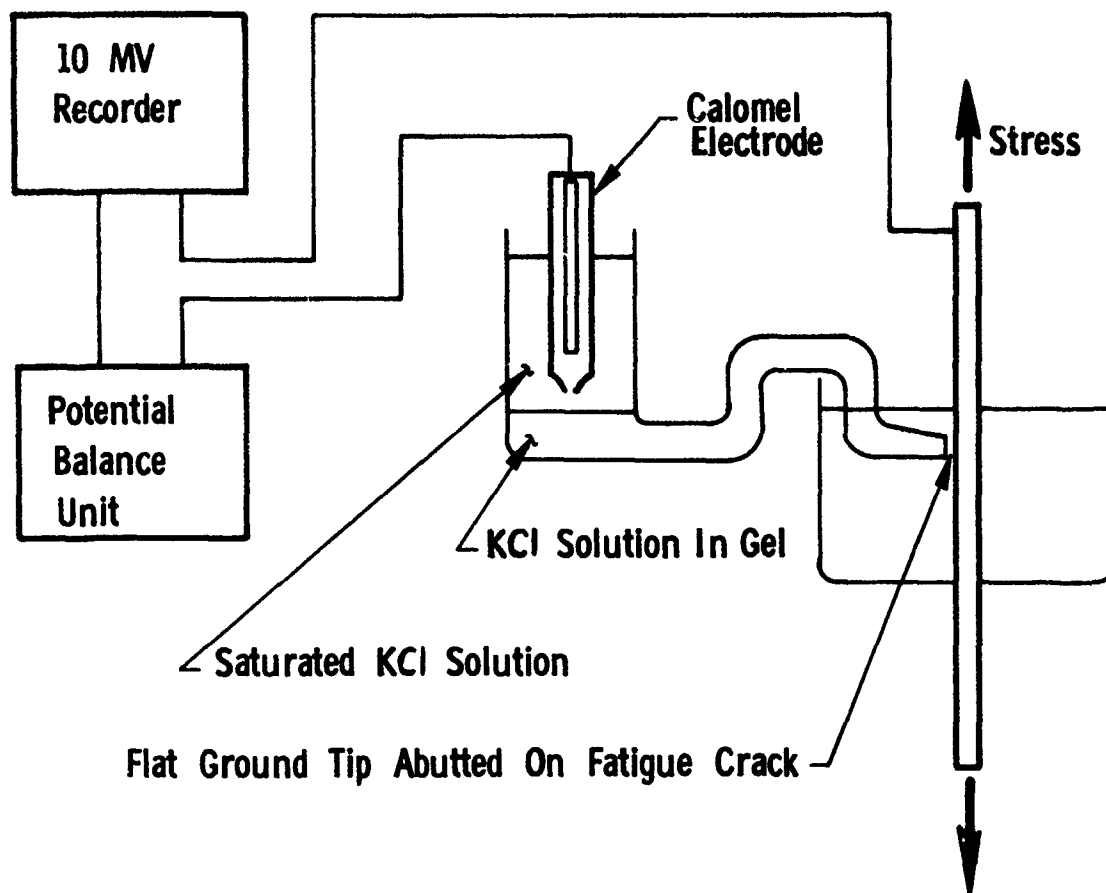 10 MV
Recorder
Calomel
Electrode
Stress
Potential
Balance
Unit
KCl Solution In Gel
Saturated KCl Solution
Flat Ground Tip Abutted On Fatigue Crack